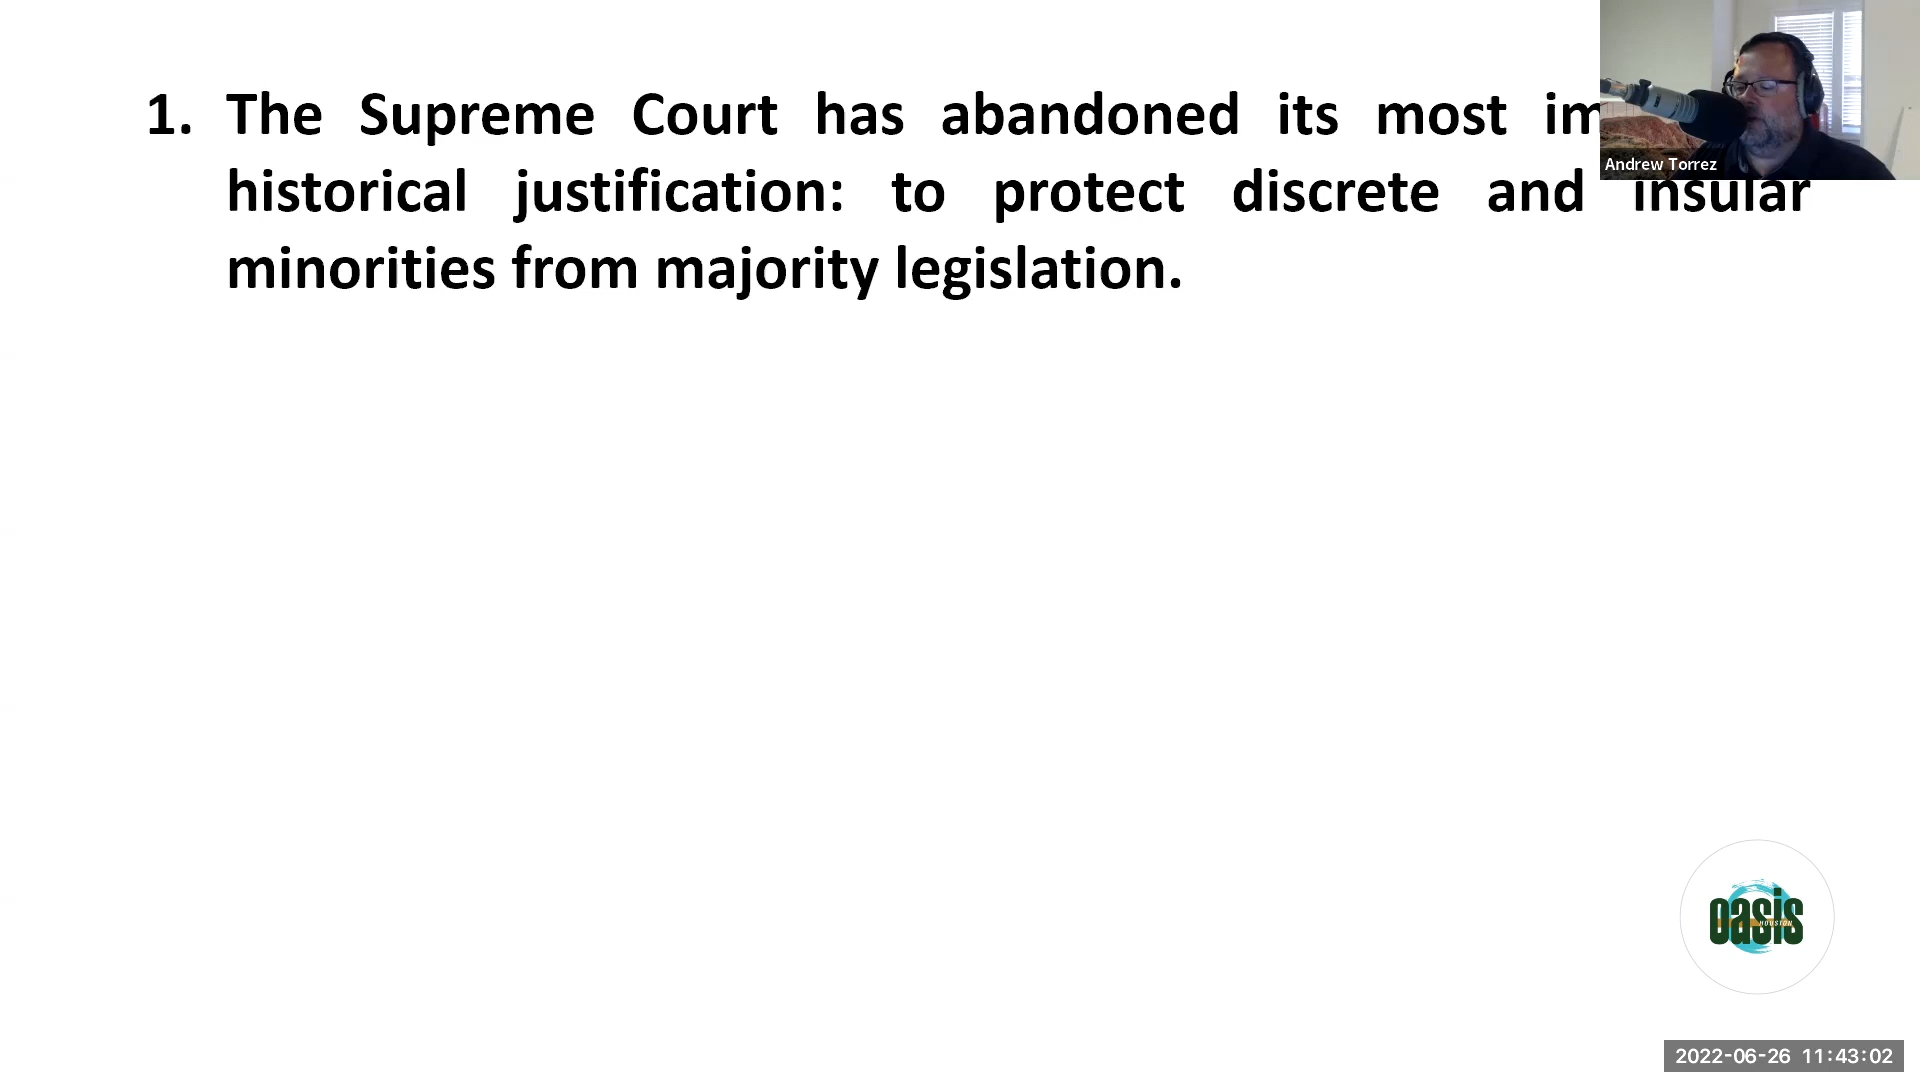 1. The Supreme Court has abandoned its most
historical justification: to protect discrete and insular
minorities from majority legislation.
Andrew Torrez
oasis
HOUSTON
2022-06-26 11:43:02